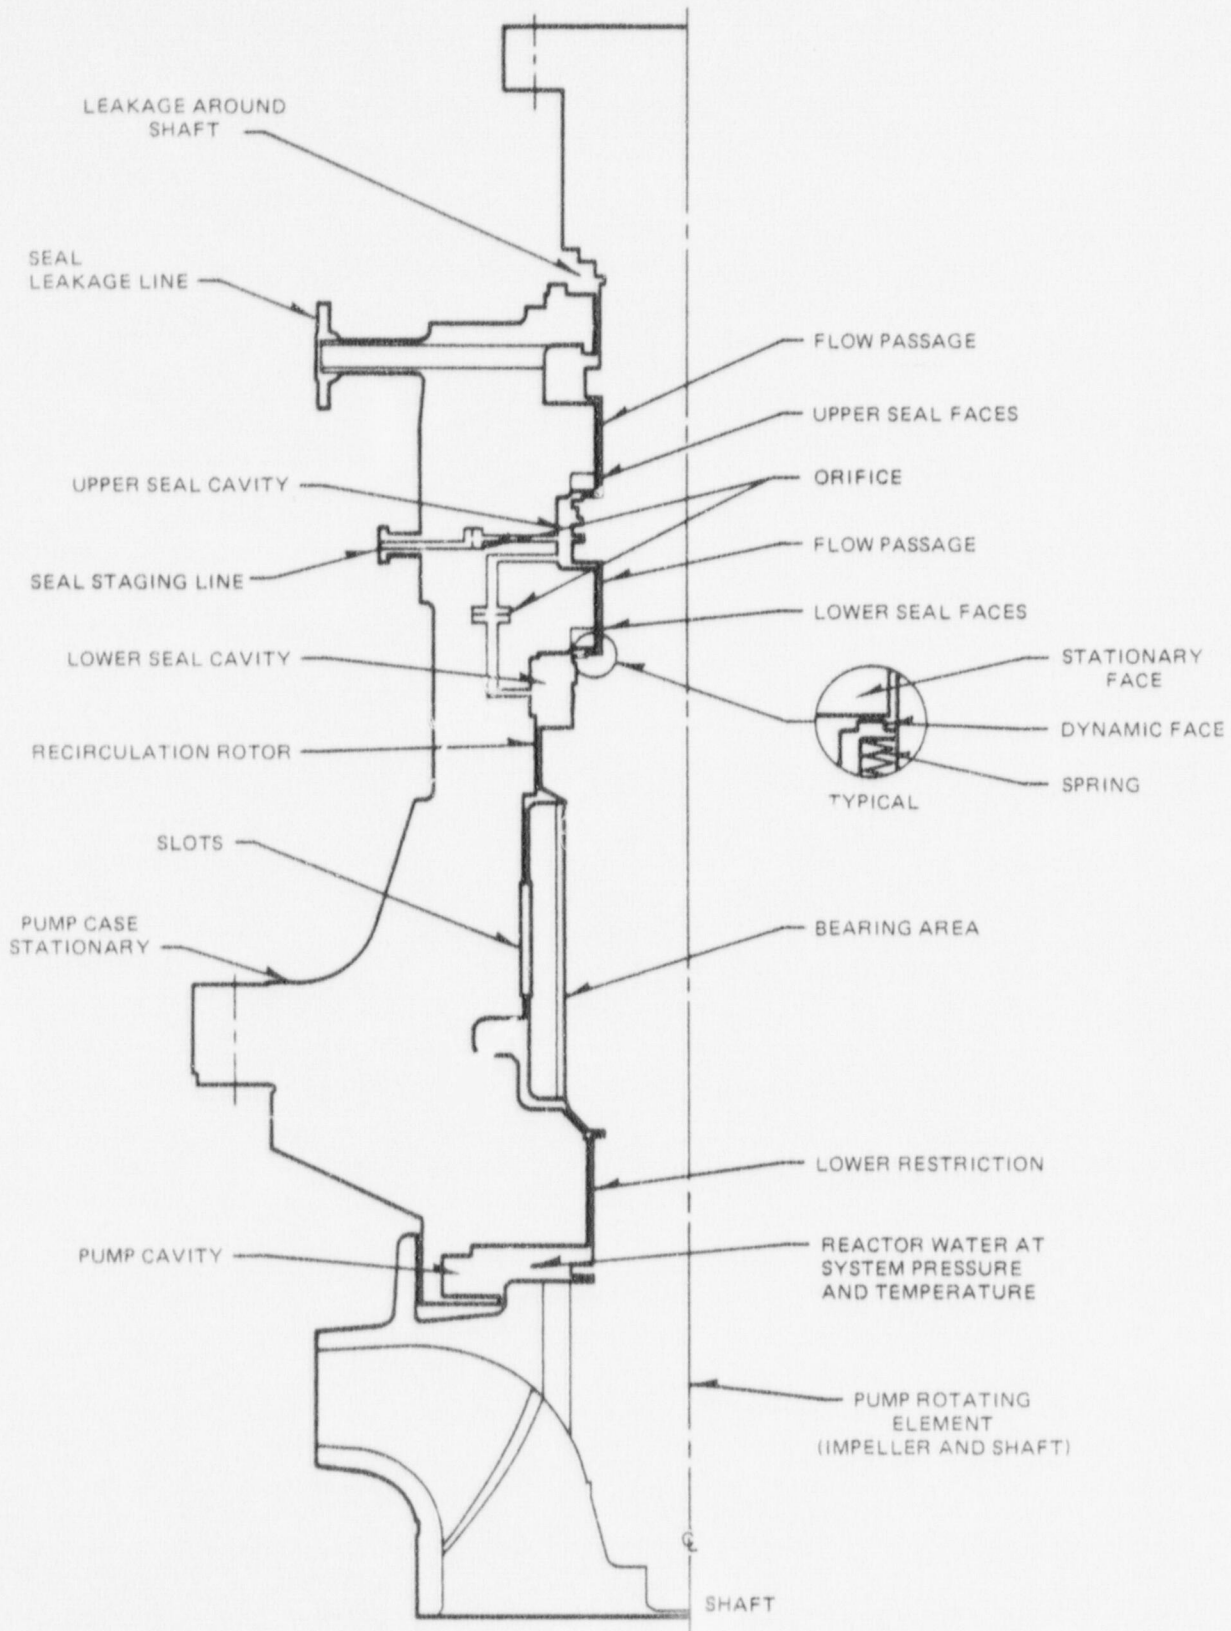 LEAKAGE AROUND
SHAFT
SEAL
LEAKAGE LINE
FLOW PASSAGE
UPPER SEAL FACES
UPPER SEAL CAVITY
ORIFICE
FLOW PASSAGE
SEAL STAGING LINE
LOWER SEAL FACES
LOWER SEAL CAVITY
STATIONARY
FACE
RECIRCULATION ROTOR
DYNAMIC FACE
SPRING
TYPICAL
SLOTS
PUMP CASE
STATIONARY
BEARING AREA
LOWER RESTRICTION
PUMP CAVITY
REACTOR WATER AT
SYSTEM PRESSURE
AND TEMPERATURE
PUMP ROTATING
ELEMENT
(IMPELLER AND SHAFT)
℄
SHAFT